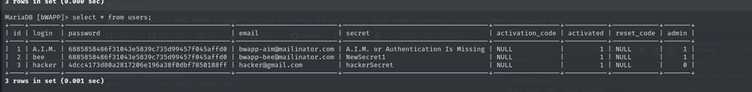 3 rows in set (0.000 sec)
MariaDB [bWAPP]> select * from users;
| id | login | password | email | secret | activation_code | activated | reset_code | admin |
| 1 | A.I.M. | 6885858486f31043e5839c735d99457f045affd0 | bwapp-aim@mailinator.com | A.I.M. or Authentication Is Missing | NULL | 1 | NULL | 1 |
| 2 | bee | 6885858486f31043e5839c735d99457f045affd0 | bwapp-bee@mailinator.com | NewSecret1 | NULL | 1 | NULL | 1 |
| 3 | hacker | 4dcc4173d80a2817206e196a38f0dbf7850188ff | hacker@gmail.com | hackerSecret | NULL | 1 | NULL | 0 |
3 rows in set (0.001 sec)